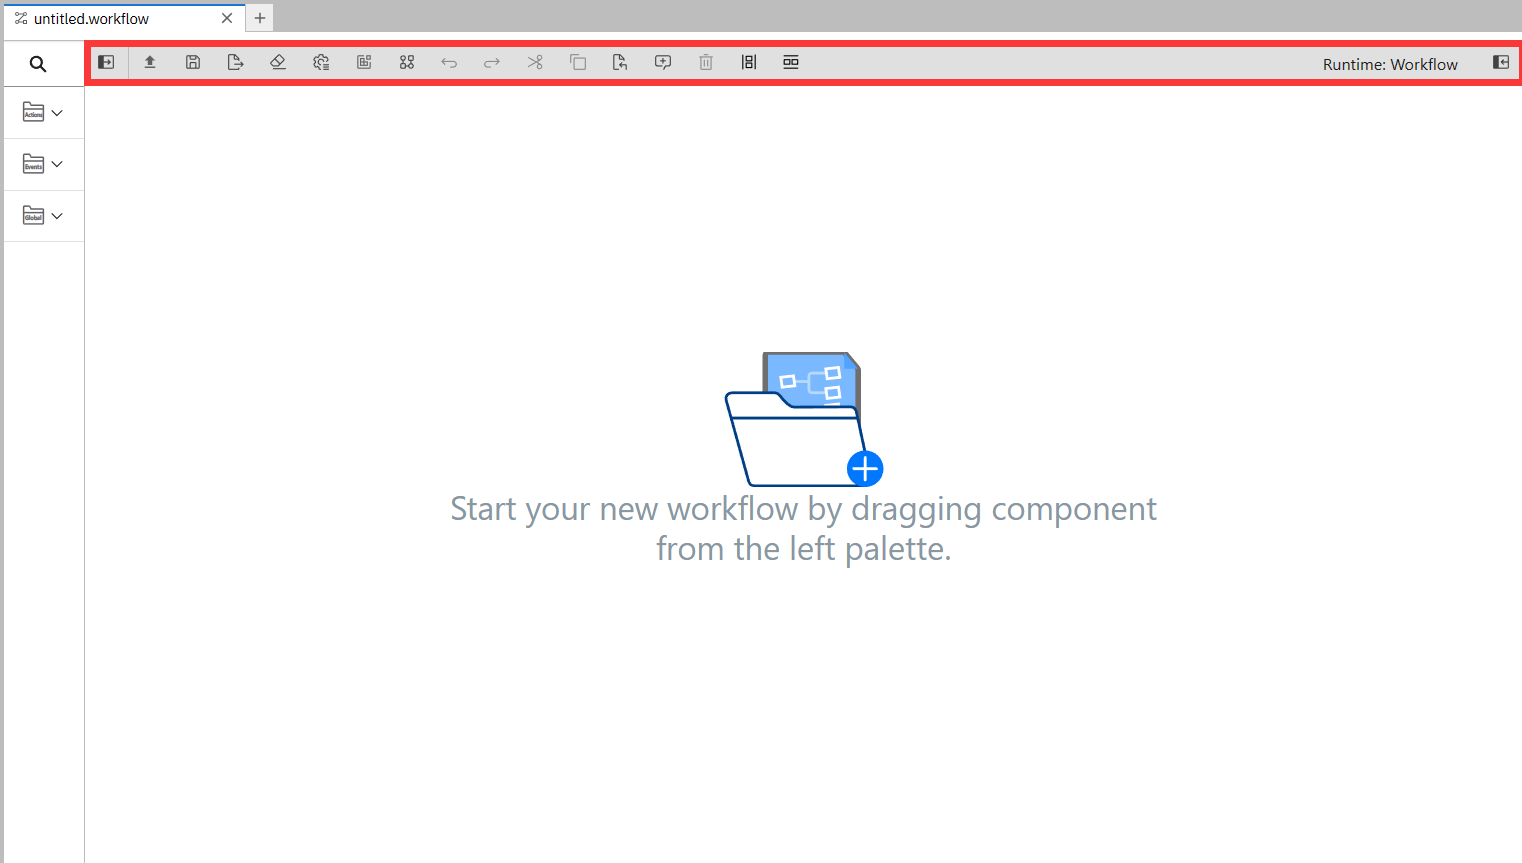 untitled.workflow
Runtime: Workflow
Actions
Events
Global
Start your new workflow by dragging component
from the left palette.